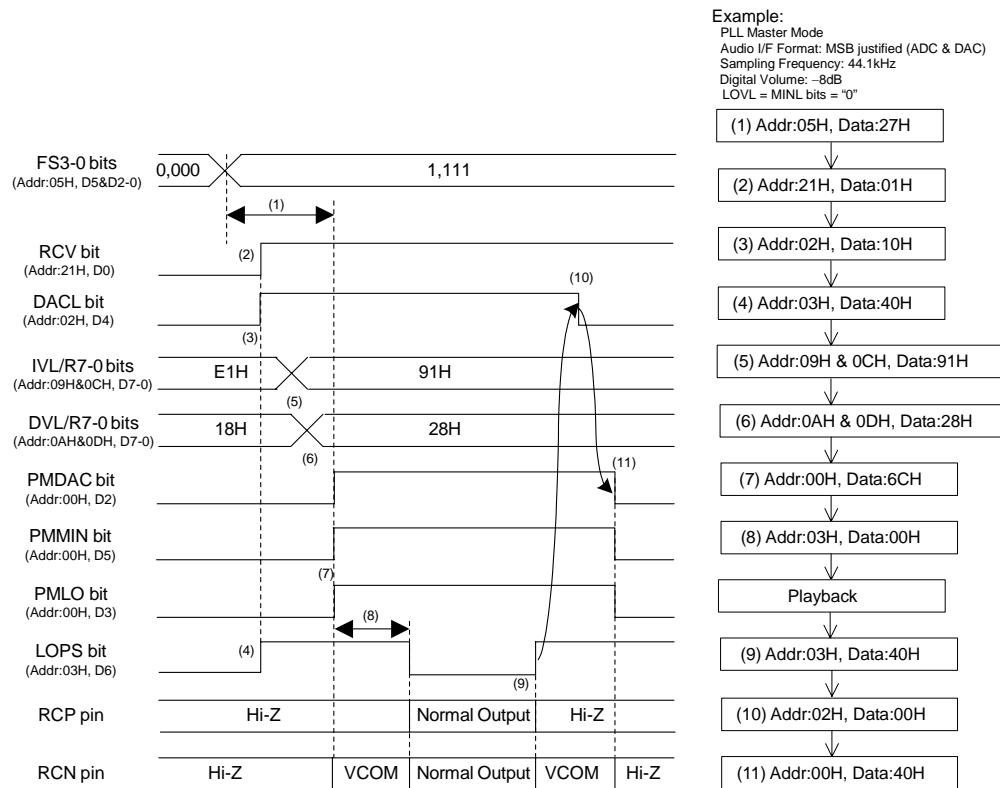 Example:
PLL Master Mode
Audio I/F Format: MSB justified (ADC & DAC)
Sampling Frequency: 44.1kHz
Digital Volume: −8dB
LOVL = MINL bits = “0”
(1) Addr:05H, Data:27H
(2) Addr:21H, Data:01H
(3) Addr:02H, Data:10H
(4) Addr:03H, Data:40H
(5) Addr:09H & 0CH, Data:91H
(6) Addr:0AH & 0DH, Data:28H
(7) Addr:00H, Data:6CH
(8) Addr:03H, Data:00H
Playback
(9) Addr:03H, Data:40H
(10) Addr:02H, Data:00H
(11) Addr:00H, Data:40H
FS3-0 bits
(Addr:05H, D5&D2-0)
0,000
1,111
(1)
RCV bit
(Addr:21H, D0)
(2)
DACL bit
(Addr:02H, D4)
(3)
(10)
IVL/R7-0 bits
(Addr:09H&0CH, D7-0)
E1H
91H
(5)
DVL/R7-0 bits
(Addr:0AH&0DH, D7-0)
18H
28H
(6)
PMDAC bit
(Addr:00H, D2)
(11)
PMMIN bit
(Addr:00H, D5)
(7)
PMLO bit
(Addr:00H, D3)
(8)
LOPS bit
(Addr:03H, D6)
(4)
(9)
RCP pin
Hi-Z
Normal Output
Hi-Z
RCN pin
Hi-Z
VCOM
Normal Output
VCOM
Hi-Z